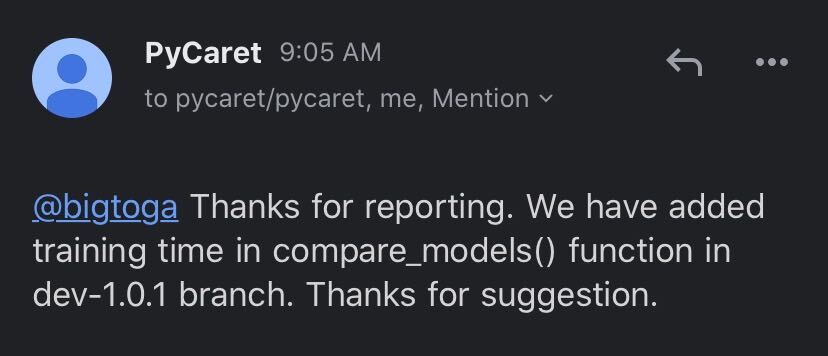 PyCaret 9:05 AM
to pycaret/pycaret, me, Mention
@bigtoga Thanks for reporting. We have added
training time in compare_models() function in
dev-1.0.1 branch. Thanks for suggestion.